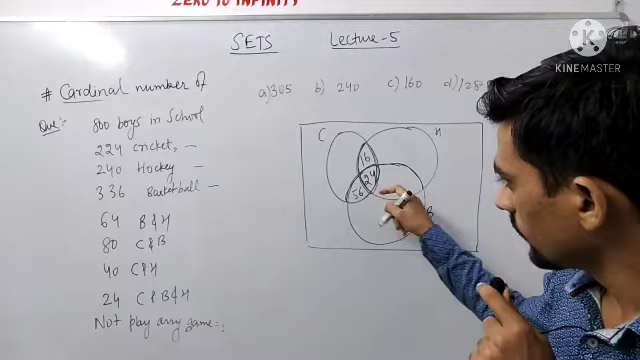 ZERO TO INFINITY
KINEMASTER
SETS Lecture-5
# Cardinal number of
a) 305 b) 240 c) 160 d) 128
Que:- 800 boys in School
224 Cricket, -
240 Hockey -
336 Basketball -
64 B & H
80 C & B
40 C & H
24 C & B & H
Not play any game =:
C
H
16
24
56
B